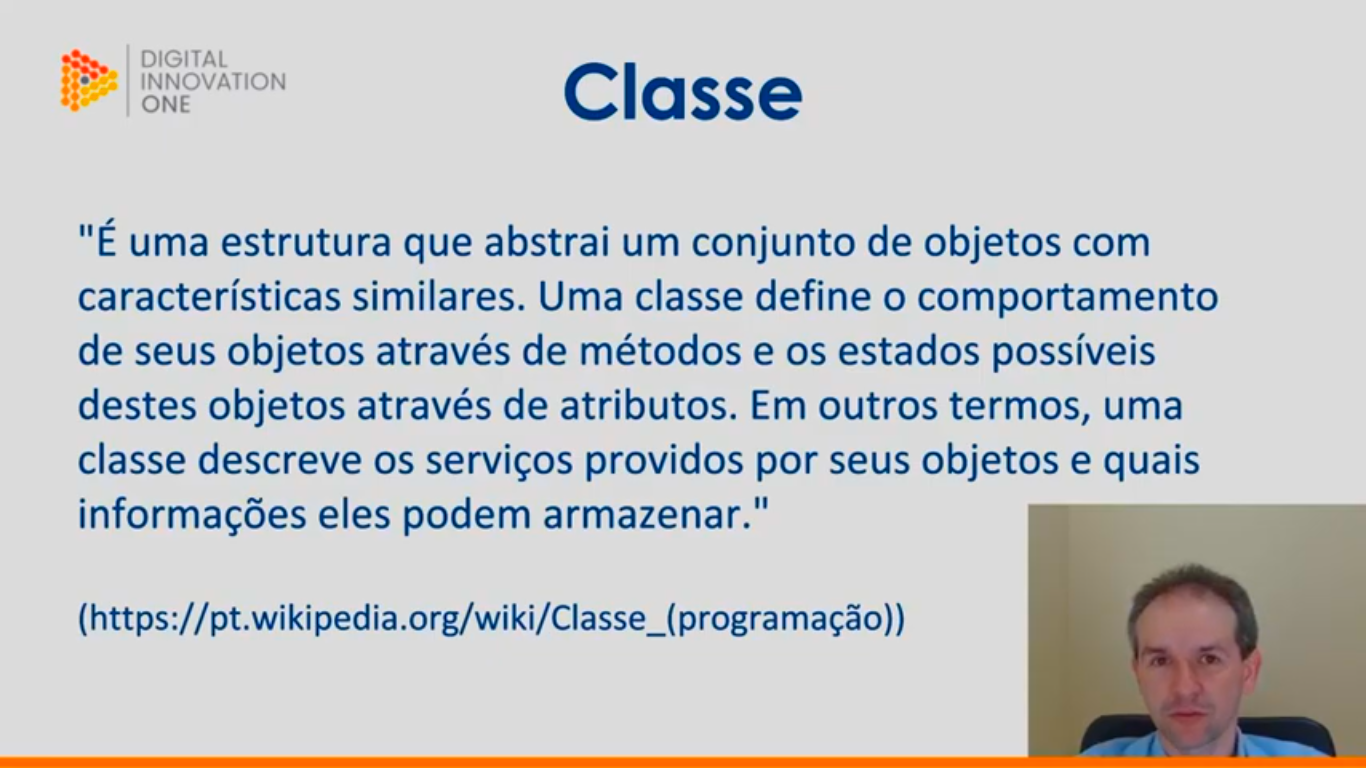 DIGITAL
INNOVATION
ONE
Classe
"É uma estrutura que abstrai um conjunto de objetos com
características similares. Uma classe define o comportamento
de seus objetos através de métodos e os estados possíveis
destes objetos através de atributos. Em outros termos, uma
classe descreve os serviços providos por seus objetos e quais
informações eles podem armazenar."
(https://pt.wikipedia.org/wiki/Classe_(programação))